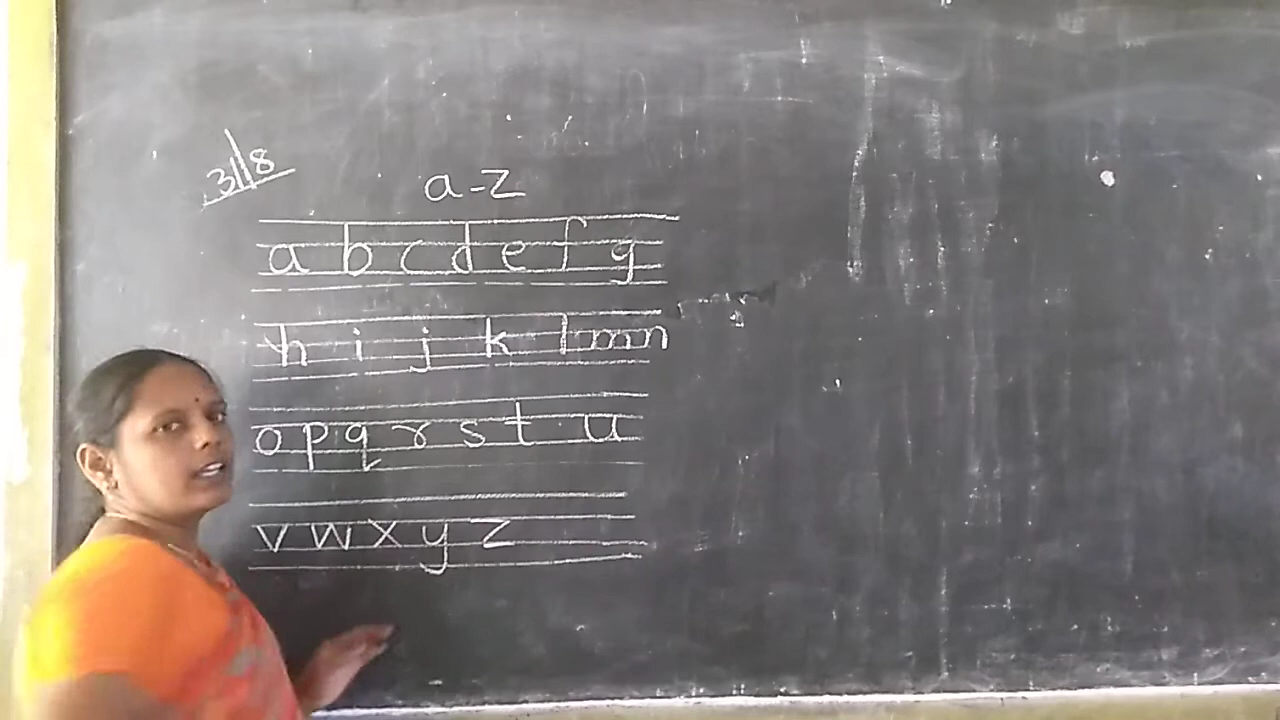 31/8
a-z
a b c d e f g
h i j k l m n
o p q r s t u
v w x y z